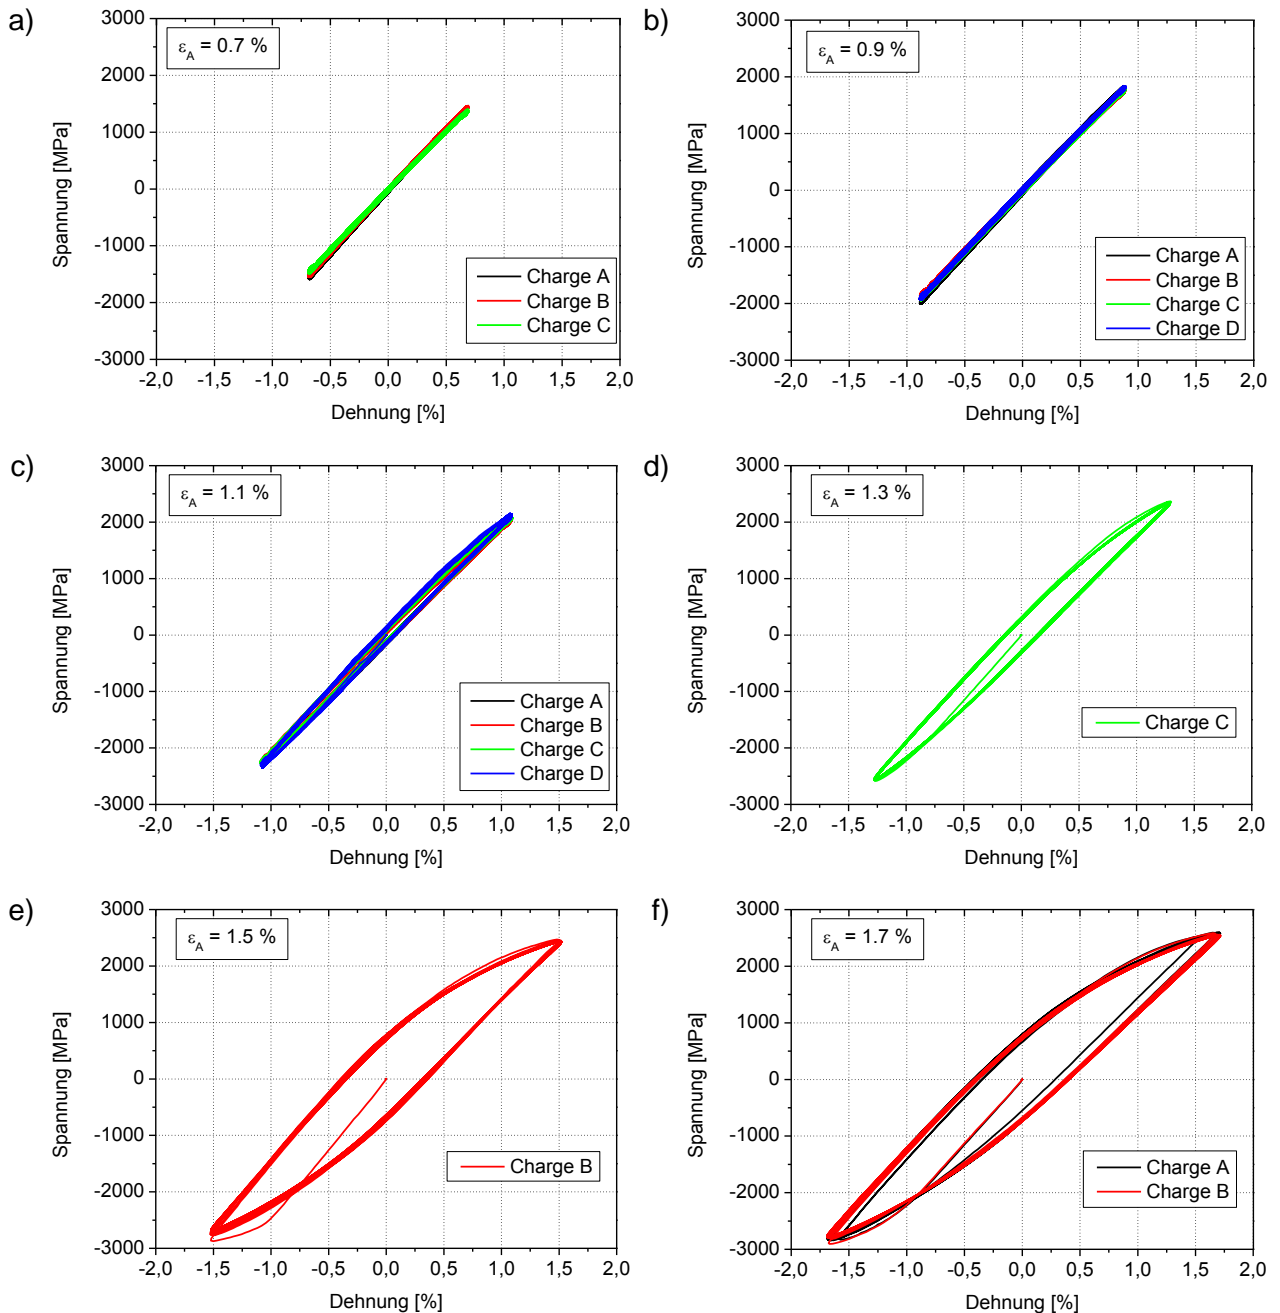 a)
ε_A = 0.7 %
3000
2000
1000
0
-1000
-2000
-3000
Spannung [MPa]
Charge A
Charge B
Charge C
-2,0 -1,5 -1,0 -0,5 0,0 0,5 1,0 1,5 2,0
Dehnung [%]
b)
ε_A = 0.9 %
3000
2000
1000
0
-1000
-2000
-3000
Spannung [MPa]
Charge A
Charge B
Charge C
Charge D
-2,0 -1,5 -1,0 -0,5 0,0 0,5 1,0 1,5 2,0
Dehnung [%]
c)
ε_A = 1.1 %
3000
2000
1000
0
-1000
-2000
-3000
Spannung [MPa]
Charge A
Charge B
Charge C
Charge D
-2,0 -1,5 -1,0 -0,5 0,0 0,5 1,0 1,5 2,0
Dehnung [%]
d)
ε_A = 1.3 %
3000
2000
1000
0
-1000
-2000
-3000
Spannung [MPa]
Charge C
-2,0 -1,5 -1,0 -0,5 0,0 0,5 1,0 1,5 2,0
Dehnung [%]
e)
ε_A = 1.5 %
3000
2000
1000
0
-1000
-2000
-3000
Spannung [MPa]
Charge B
-2,0 -1,5 -1,0 -0,5 0,0 0,5 1,0 1,5 2,0
Dehnung [%]
f)
ε_A = 1.7 %
3000
2000
1000
0
-1000
-2000
-3000
Spannung [MPa]
Charge A
Charge B
-2,0 -1,5 -1,0 -0,5 0,0 0,5 1,0 1,5 2,0
Dehnung [%]